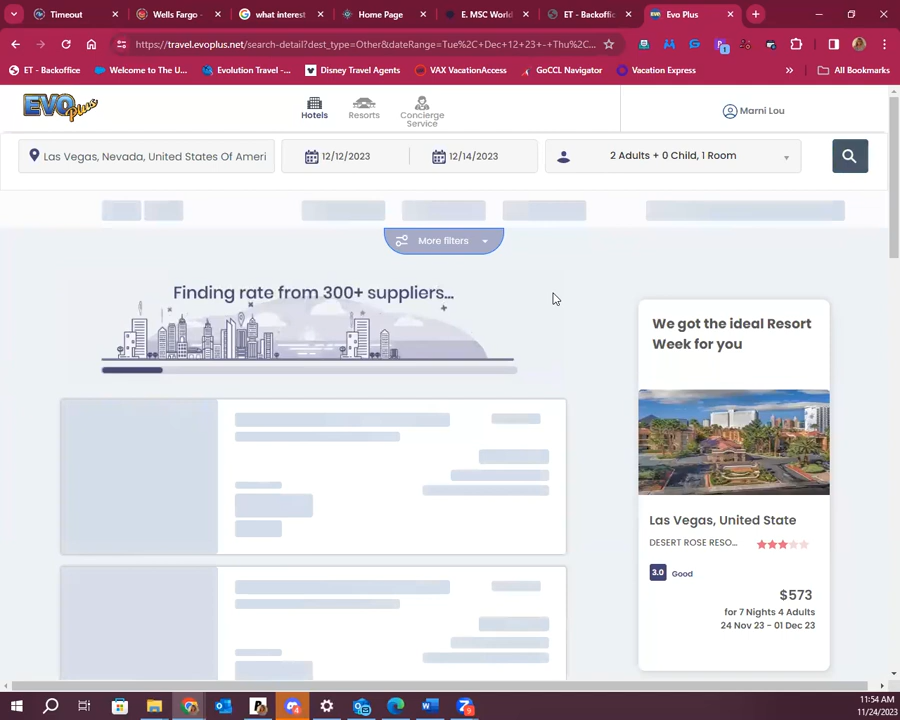 Timeout
Wells Fargo -
what interest
Home Page
E. MSC World
ET - Backoffic
Evo Plus
https://travel.evoplus.net/search-detail?dest_type=Other&dateRange=Tue%2C+Dec+12+23+-+Thu%2C...
ET - Backoffice
Welcome to The U...
Evolution Travel -...
Disney Travel Agents
VAX VacationAccess
GoCCL Navigator
Vacation Express
»
All Bookmarks
EVO Plus
Hotels
Resorts
Concierge
Service
Marni Lou
Las Vegas, Nevada, United States Of Ameri
12/12/2023
12/14/2023
2 Adults + 0 Child, 1 Room
More filters
Finding rate from 300+ suppliers...
We got the ideal Resort
Week for you
Las Vegas, United State
DESERT ROSE RESO...
3.0 Good
$573
for 7 Nights 4 Adults
24 Nov 23 - 01 Dec 23
11:54 AM
11/24/2023